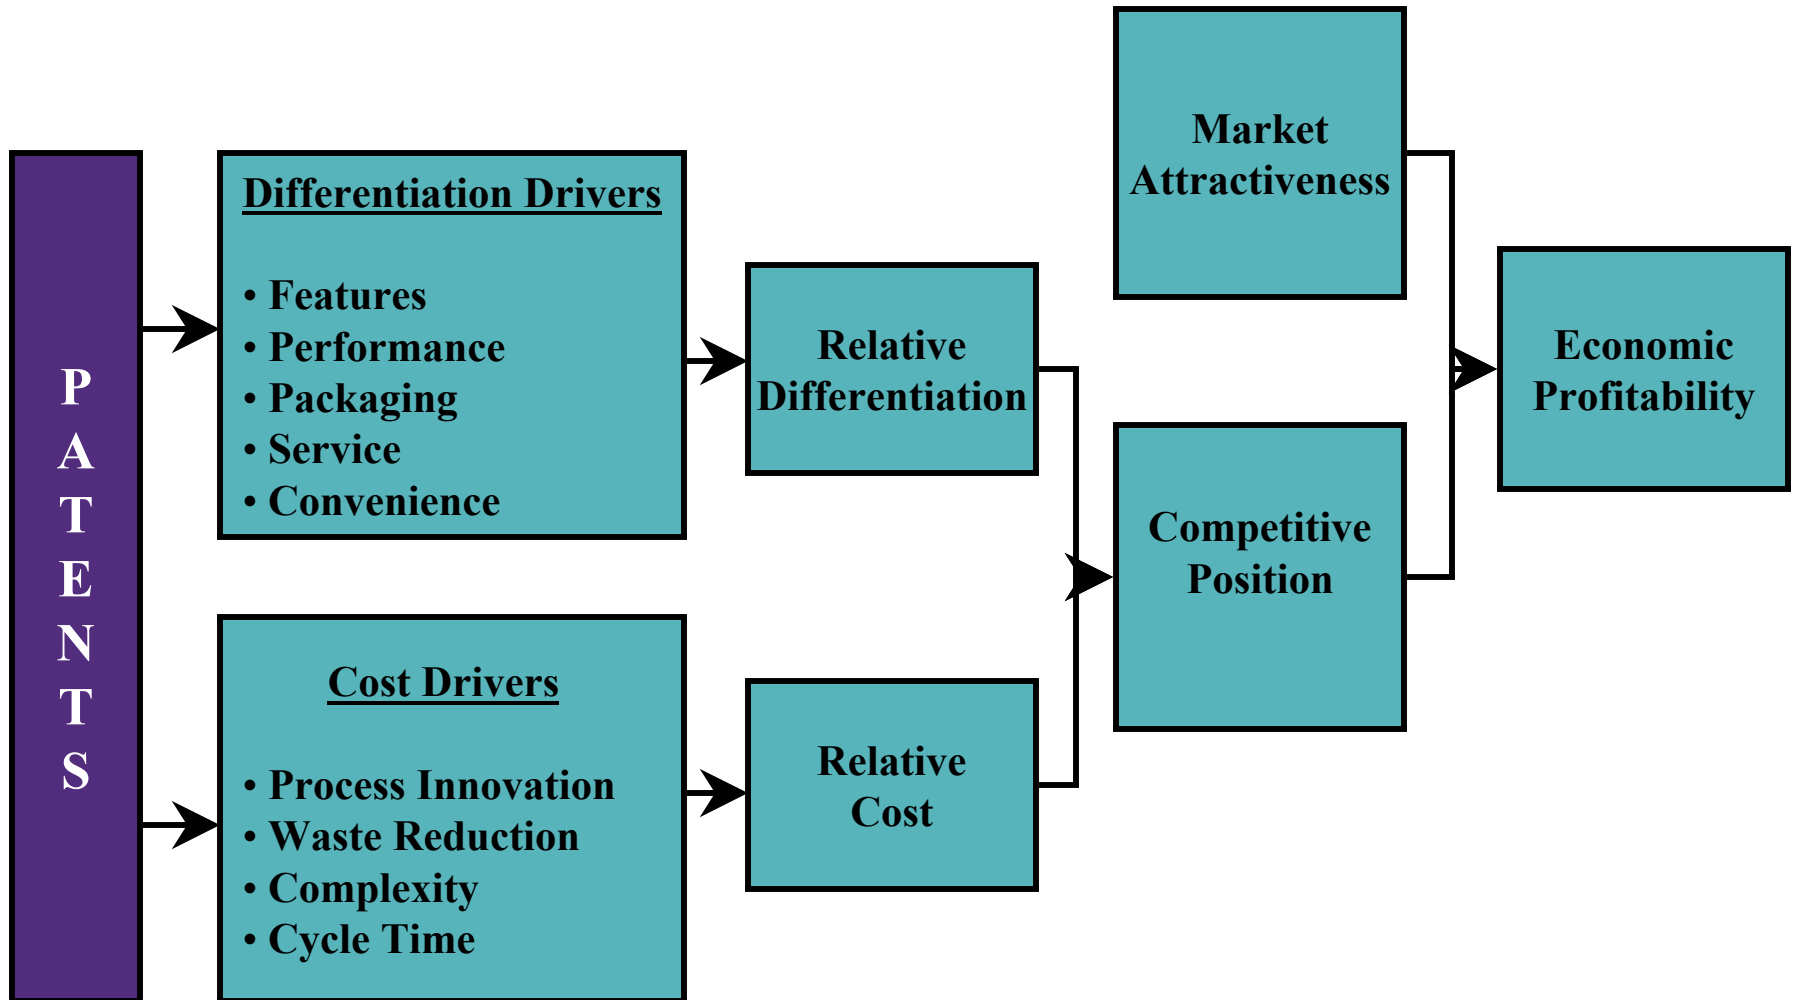 P
A
T
E
N
T
S
Differentiation Drivers
• Features
• Performance
• Packaging
• Service
• Convenience
Cost Drivers
• Process Innovation
• Waste Reduction
• Complexity
• Cycle Time
Relative
Differentiation
Relative
Cost
Market
Attractiveness
Competitive
Position
Economic
Profitability